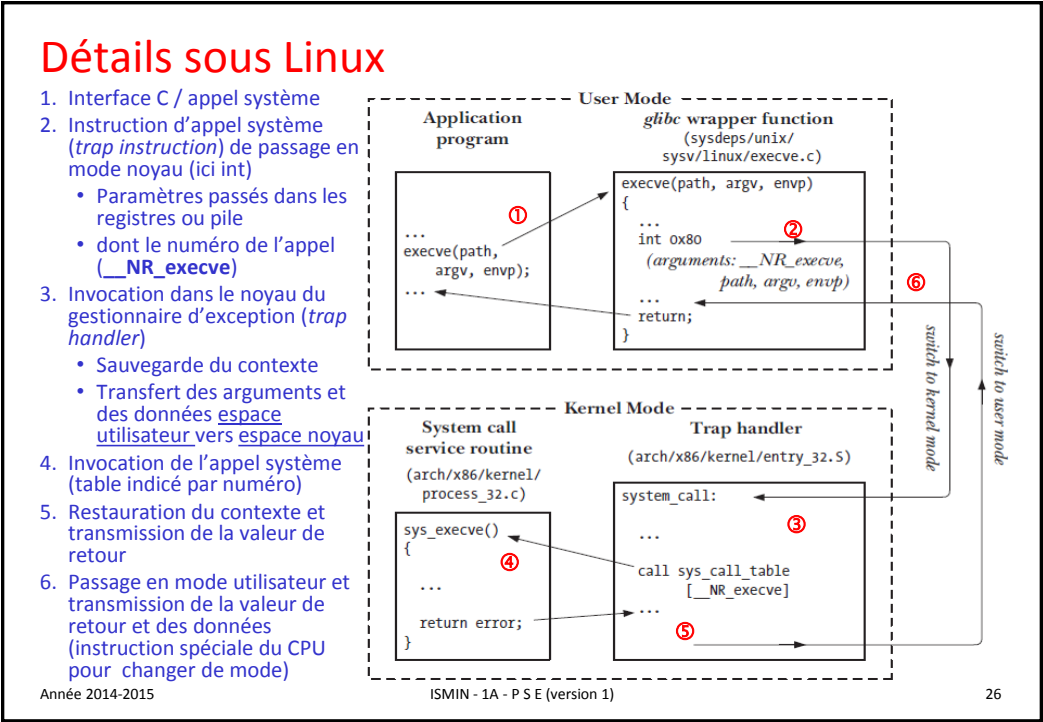 Détails sous Linux
1. Interface C / appel système
2. Instruction d'appel système
(trap instruction) de passage en
mode noyau (ici int)
• Paramètres passés dans les
registres ou pile
• dont le numéro de l'appel
(__NR_execve)
3. Invocation dans le noyau du
gestionnaire d'exception (trap
handler)
• Sauvegarde du contexte
• Transfert des arguments et
des données espace
utilisateur vers espace noyau
4. Invocation de l'appel système
(table indicé par numéro)
5. Restauration du contexte et
transmission de la valeur de
retour
6. Passage en mode utilisateur et
transmission de la valeur de
retour et des données
(instruction spéciale du CPU
pour changer de mode)
User Mode
Application
program
...
execve(path,
argv, envp);
...
①
glibc wrapper function
(sysdeps/unix/
sysv/linux/execve.c)
execve(path, argv, envp)
{
...
②
int 0x80
(arguments: __NR_execve,
path, argv, envp)
...
return;
}
⑥
switch to kernel mode
switch to user mode
Kernel Mode
System call
service routine
(arch/x86/kernel/
process_32.c)
sys_execve()
{
④
...
return error;
}
Trap handler
(arch/x86/kernel/entry_32.S)
system_call:
③
...
call sys_call_table
[__NR_execve]
...
⑤
Année 2014-2015
ISMIN - 1A - P S E (version 1)
26